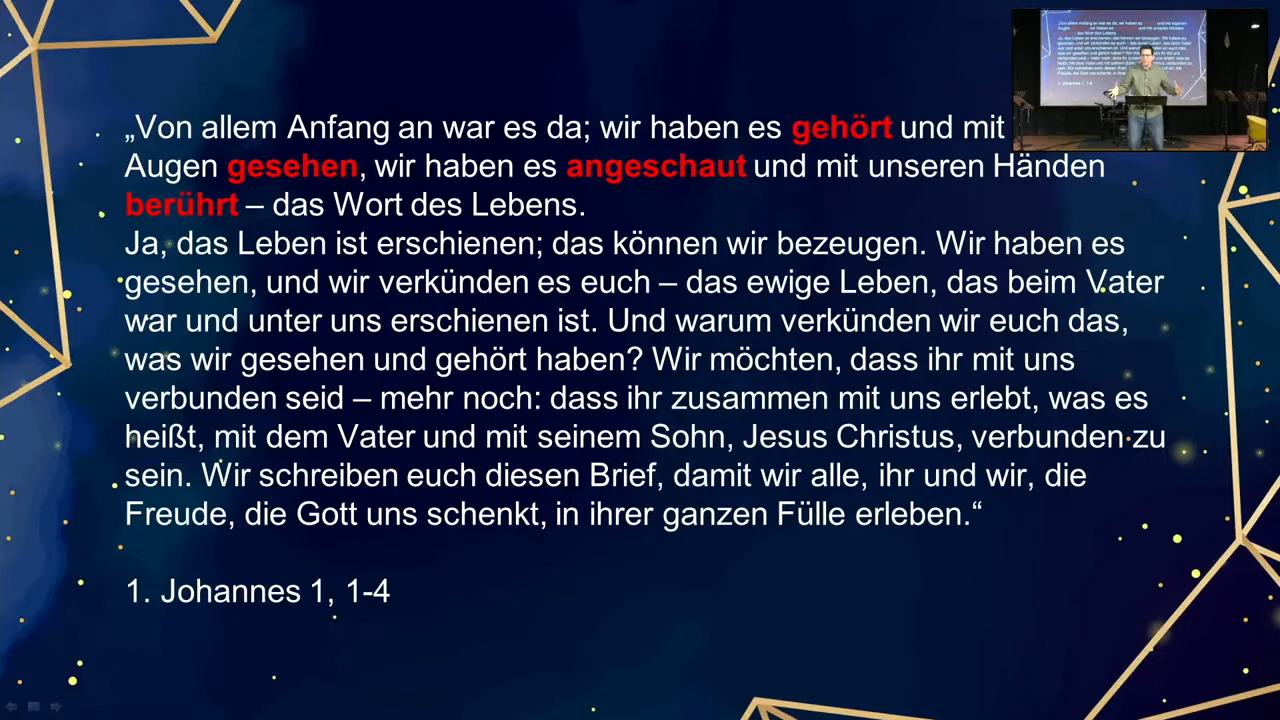 „Von allem Anfang an war es da; wir haben es gehört und mit
Augen gesehen, wir haben es angeschaut und mit unseren Händen
berührt – das Wort des Lebens.
Ja, das Leben ist erschienen; das können wir bezeugen. Wir haben es
gesehen, und wir verkünden es euch – das ewige Leben, das beim Vater
war und unter uns erschienen ist. Und warum verkünden wir euch das,
was wir gesehen und gehört haben? Wir möchten, dass ihr mit uns
verbunden seid – mehr noch: dass ihr zusammen mit uns erlebt, was es
heißt, mit dem Vater und mit seinem Sohn, Jesus Christus, verbunden zu
sein. Wir schreiben euch diesen Brief, damit wir alle, ihr und wir, die
Freude, die Gott uns schenkt, in ihrer ganzen Fülle erleben.“
1. Johannes 1, 1-4